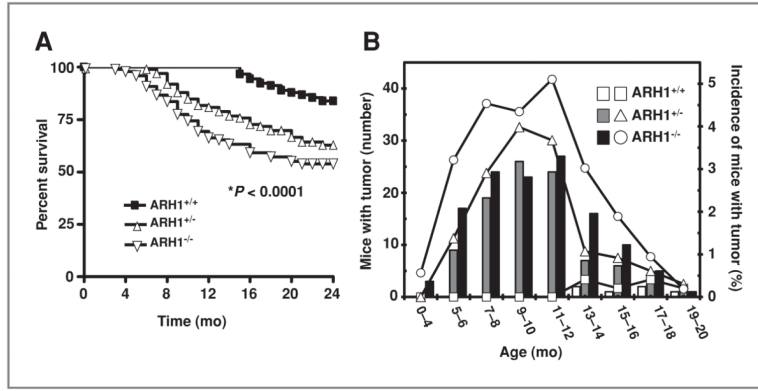 A
Percent survival
100
75
50
25
0
*P < 0.0001
ARH1+/+
ARH1+/-
ARH1-/-
0 4 8 12 16 20 24
Time (mo)
B
Mice with tumor (number)
40
30
20
10
0
ARH1+/+
ARH1+/-
ARH1-/-
5
4
3
2
1
0
Incidence of mice with tumor (%)
0–4 5–6 7–8 9–10 11–12 13–14 15–16 17–18 19–20
Age (mo)